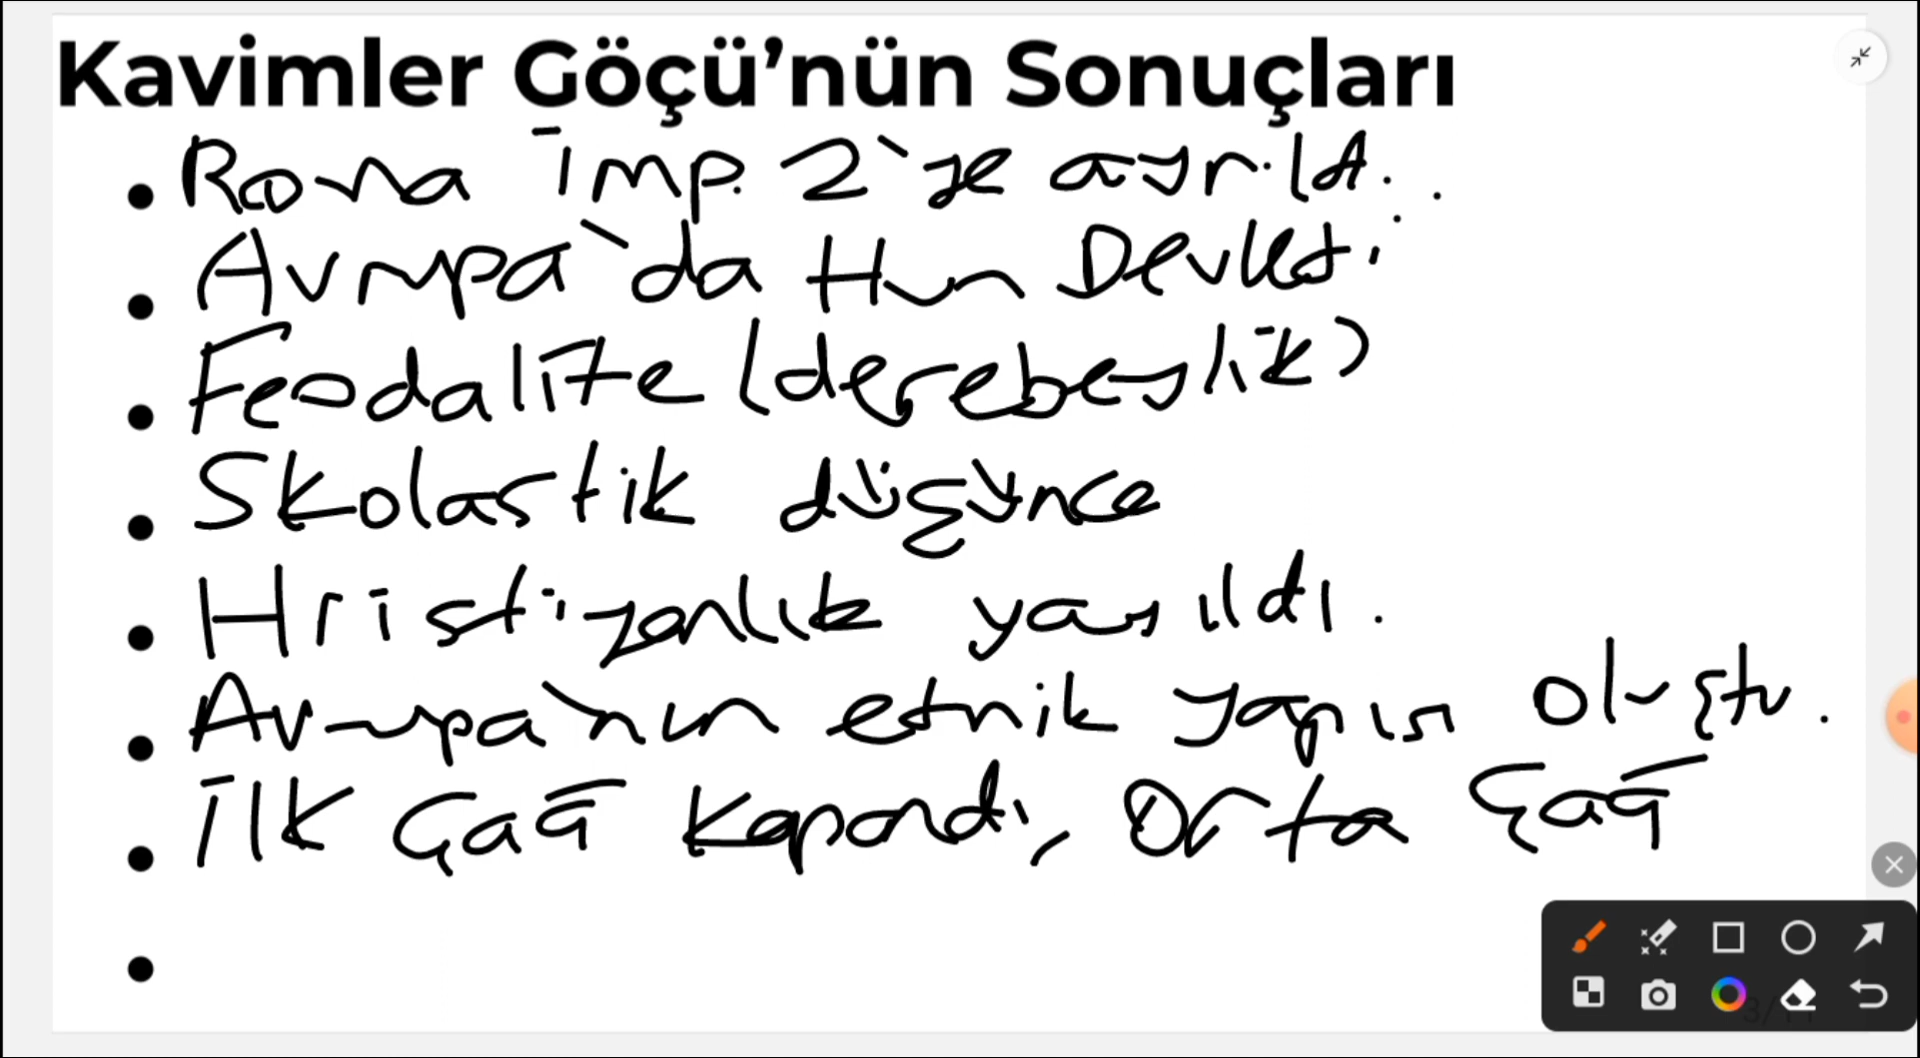 Kavimler Göçü'nün Sonuçları
• Roma İmp. 2'ye ayrıldı.
• Avrupa'da Hun Devleti
• Feodalite (derebeylik)
• Skolastik düşünce
• Hristiyanlık yayıldı.
• Avrupa'nın etnik yapısı oluştu.
• İlk Çağ kapandı, Orta Çağ
•